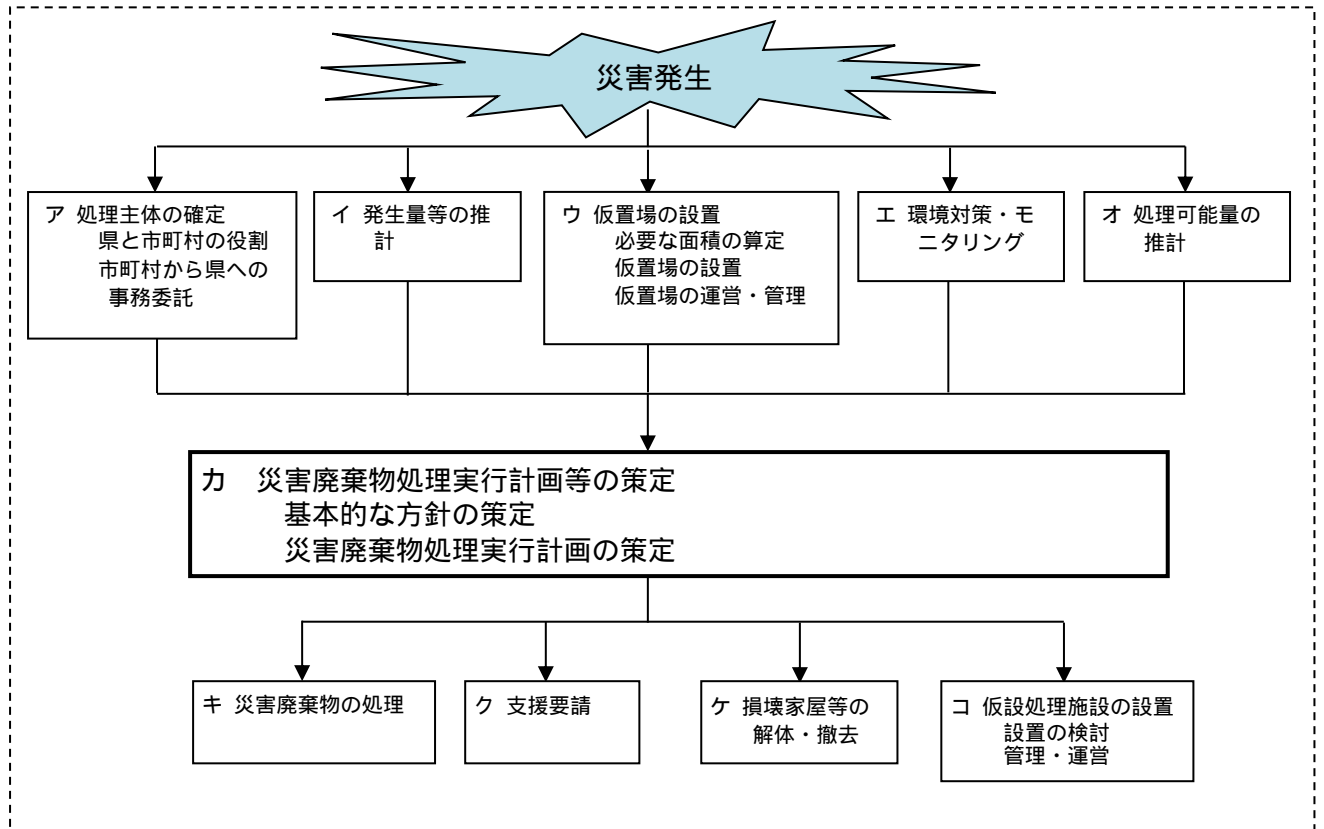 災害発生
ア 処理主体の確定
県と市町村の役割
市町村から県への
事務委託
イ 発生量等の推
計
ウ 仮置場の設置
必要な面積の算定
仮置場の設置
仮置場の運営・管理
エ 環境対策・モ
ニタリング
オ 処理可能量の
推計
カ 災害廃棄物処理実行計画等の策定
基本的な方針の策定
災害廃棄物処理実行計画の策定
キ 災害廃棄物の処理
ク 支援要請
ケ 損壊家屋等の
解体・撤去
コ 仮設処理施設の設置
設置の検討
管理・運営